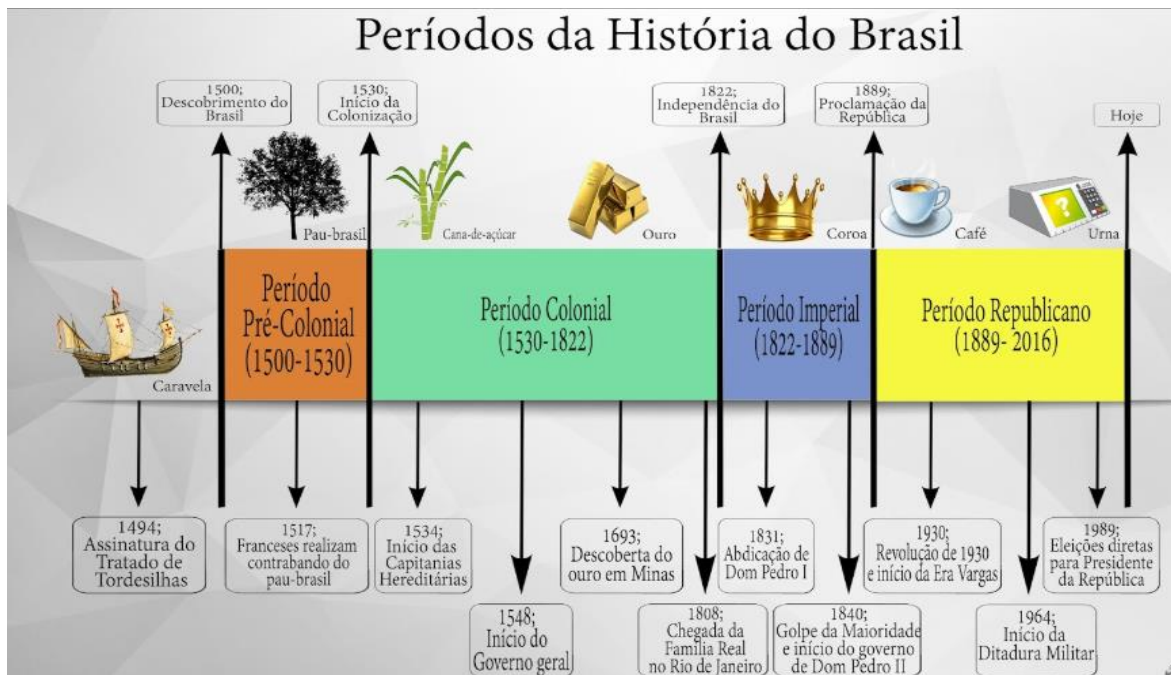 Períodos da História do Brasil
1500;
Descobrimento do
Brasil
1530;
Início da
Colonização
1822;
Independência do
Brasil
1889;
Proclamação da
República
Hoje
Pau-brasil
Cana-de-açúcar
Ouro
Coroa
Café
?
Urna
Caravela
Período
Pré-Colonial
(1500-1530)
Período Colonial
(1530-1822)
Período Imperial
(1822-1889)
Período Republicano
(1889- 2016)
1494;
Assinatura do
Tratado de
Tordesilhas
1517;
Franceses realizam
contrabando do
pau-brasil
1534;
Início das
Capitanias
Hereditárias
1548;
Início do
Governo geral
1693;
Descoberta do
ouro em Minas
1808;
Chegada da
Família Real
no Rio de Janeiro
1831;
Abdicação de
Dom Pedro I
1840;
Golpe da Maioridade
e início do governo
de Dom Pedro II
1930;
Revolução de 1930
e início da Era Vargas
1964;
Início da
Ditadura Militar
1989;
Eleições diretas
para Presidente
da República